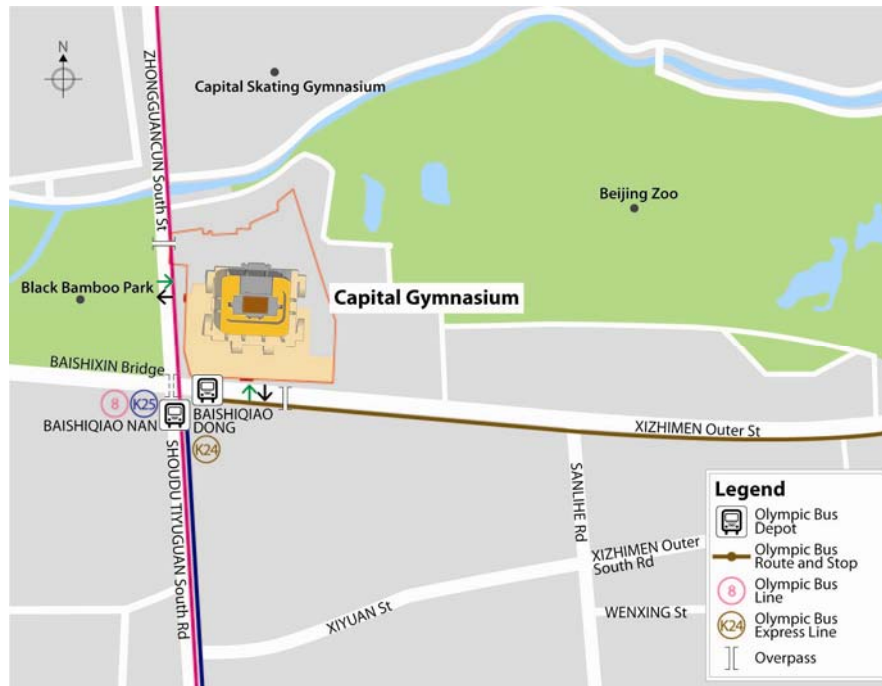 N
ZHONGGUANCUN South St
Capital Skating Gymnasium
Beijing Zoo
Black Bamboo Park
Capital Gymnasium
BAISHIXIN Bridge
8
K25
BAISHIQIAO NAN
BAISHIQIAO
DONG
K24
XIZHIMEN Outer St
SHOUDU TIYUGUAN South Rd
SANLIHE Rd
XIZHIMEN Outer
South Rd
XIYUAN St
WENXING St
Legend
Olympic Bus
Depot
Olympic Bus
Route and Stop
8
Olympic Bus
Line
K24
Olympic Bus
Express Line
Overpass